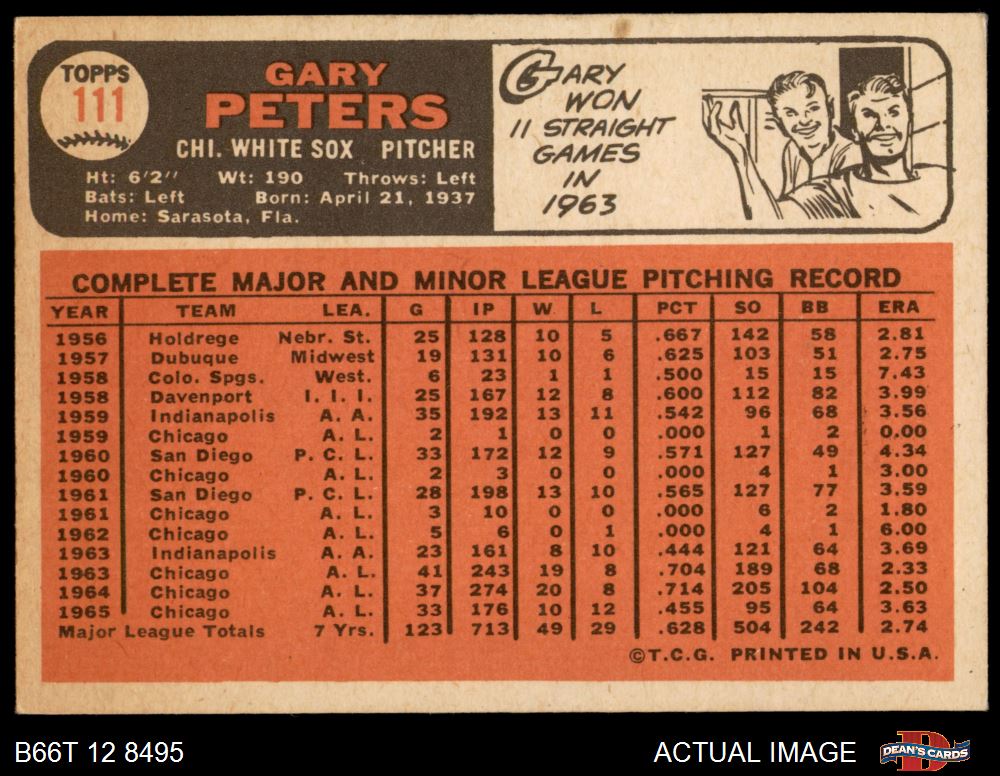 TOPPS
111
GARY
PETERS
CHI. WHITE SOX PITCHER
Ht: 6'2" Wt: 190 Throws: Left
Bats: Left Born: April 21, 1937
Home: Sarasota, Fla.
GARY
WON
11 STRAIGHT
GAMES
IN
1963
COMPLETE MAJOR AND MINOR LEAGUE PITCHING RECORD
YEAR TEAM LEA. G IP W L PCT SO BB ERA
1956 Holdrege Nebr. St. 25 128 10 5 .667 142 58 2.81
1957 Dubuque Midwest 19 131 10 6 .625 103 51 2.75
1958 Colo. Spgs. West. 6 23 1 1 .500 15 15 7.43
1958 Davenport I. I. I. 25 167 12 8 .600 112 82 3.99
1959 Indianapolis A. A. 35 192 13 11 .542 96 68 3.56
1959 Chicago A. L. 2 1 0 0 .000 1 2 0.00
1960 San Diego P. C. L. 33 172 12 9 .571 127 49 4.34
1960 Chicago A. L. 2 3 0 0 .000 4 1 3.00
1961 San Diego P. C. L. 28 198 13 10 .565 127 77 3.59
1961 Chicago A. L. 3 10 0 0 .000 6 2 1.80
1962 Chicago A. L. 5 6 0 1 .000 4 1 6.00
1963 Indianapolis A. A. 23 161 8 10 .444 121 64 3.69
1963 Chicago A. L. 41 243 19 8 .704 189 68 2.33
1964 Chicago A. L. 37 274 20 8 .714 205 104 2.50
1965 Chicago A. L. 33 176 10 12 .455 95 64 3.63
Major League Totals 7 Yrs. 123 713 49 29 .628 504 242 2.74
©T.C.G. PRINTED IN U.S.A.
B66T 12 8495 ACTUAL IMAGE
D
DEAN'S CARDS